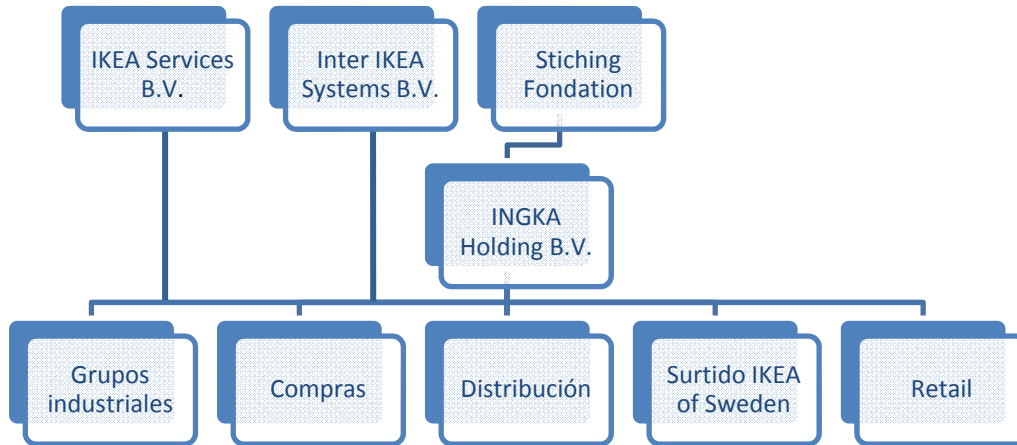 IKEA Services
B.V.
Inter IKEA
Systems B.V.
Stiching
Fondation
INGKA
Holding B.V.
Grupos
industriales
Compras
Distribución
Surtido IKEA
of Sweden
Retail